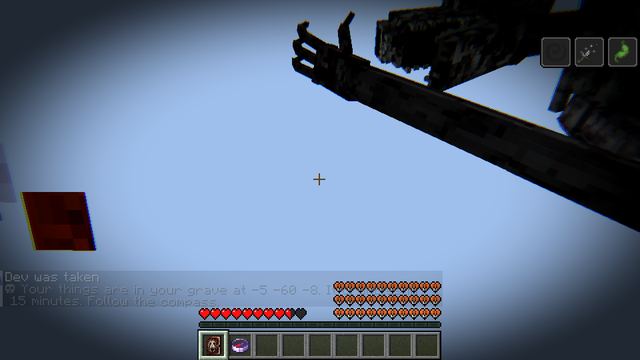 Dev was taken
☠ Your things are in your grave at -5 -60 -8.
15 minutes. Follow the compass